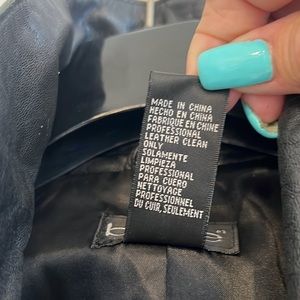 MADE IN CHINA
HECHO EN CHINA
FABRIQUE EN CHINE
PROFESSIONAL
LEATHER CLEAN
ONLY
SOLAMENTE
LIMPIEZA
PROFESIONAL
PARA CUERO
NETTOYAGE
PROFESSIONNEL
DU CUIR, SEULEMENT